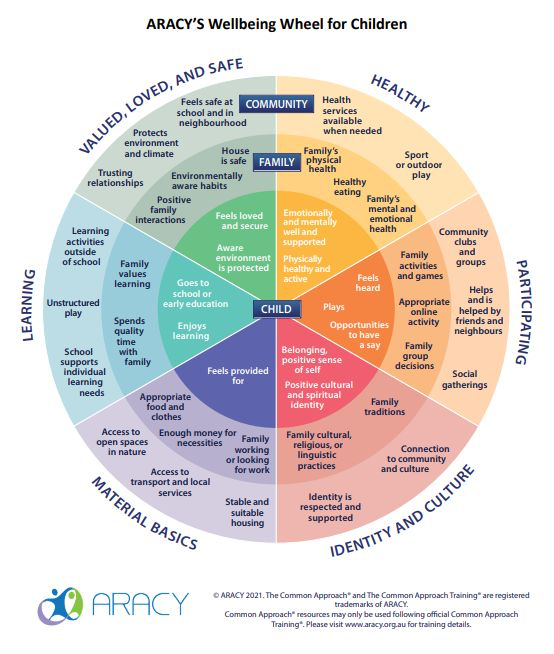 ARACY'S Wellbeing Wheel for Children
VALUED, LOVED, AND SAFE
HEALTHY
PARTICIPATING
IDENTITY AND CULTURE
MATERIAL BASICS
LEARNING
COMMUNITY
FAMILY
CHILD
Feels safe at
school and in
neighbourhood
Protects
environment
and climate
Trusting
relationships
House
is safe
Environmentally
aware habits
Positive
family
interactions
Feels loved
and secure
Aware
environment
is protected
Health
services
available
when needed
Sport
or outdoor
play
Family's
physical
health
Healthy
eating
Family's
mental and
emotional
health
Emotionally
and mentally
well and
supported
Physically
healthy and
active
Community
clubs
and
groups
Helps
and is
helped by
friends and
neighbours
Social
gatherings
Family
activities
and games
Appropriate
online
activity
Family
group
decisions
Feels
heard
Plays
Opportunities
to have
a say
Belonging,
positive sense
of self
Positive cultural
and spiritual
identity
Family
traditions
Family cultural,
religious, or
linguistic
practices
Connection
to community
and culture
Identity is
respected and
supported
Feels provided
for
Appropriate
food and
clothes
Enough money for
necessities
Family
working
or looking
for work
Access to
open spaces
in nature
Access to
transport and local
services
Stable and
suitable
housing
Goes to
school or
early education
Enjoys
learning
Family
values
learning
Spends
quality
time
with
family
Learning
activities
outside
of school
Unstructured
play
School
supports
individual
learning
needs
ARACY
© ARACY 2021. The Common Approach® and The Common Approach Training® are registered
trademarks of ARACY.
Common Approach® resources may only be used following official Common Approach
Training®. Please visit www.aracy.org.au for training details.